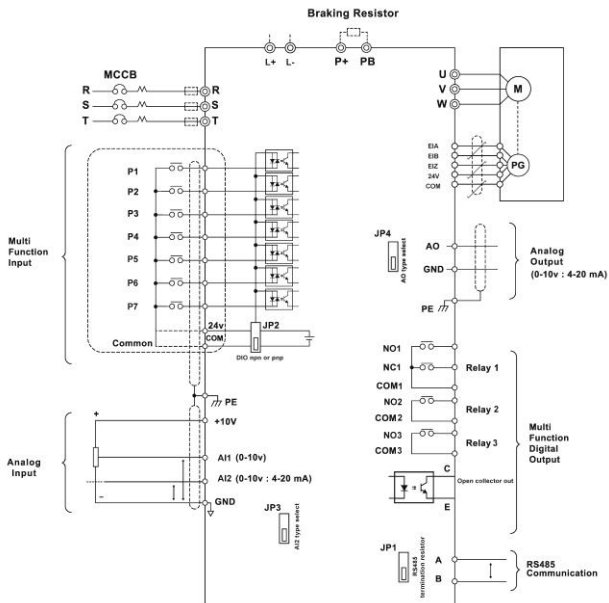 Braking Resistor
L+
L-
P+
PB
MCCB
R
R
S
S
T
T
U
V
W
M
EIA
EIB
EIZ
24V
COM
PG
Multi
Function
Input
P1
P2
P3
P4
P5
P6
P7
Common
24v
COM
JP2
DIO npn or pnp
PE
JP4
AO type select
AO
GND
PE
Analog
Output
(0-10v : 4-20 mA)
NO1
NC1
COM1
Relay 1
NO2
COM2
Relay 2
NO3
COM3
Relay 3
C
Open collector out
E
Multi
Function
Digital
Output
Analog
Input
+
+10V
AI1 (0-10v)
AI2 (0-10v : 4-20 mA)
–
GND
JP3
AI2 type select
JP1
RS485
termination resistor
A
B
RS485
Communication